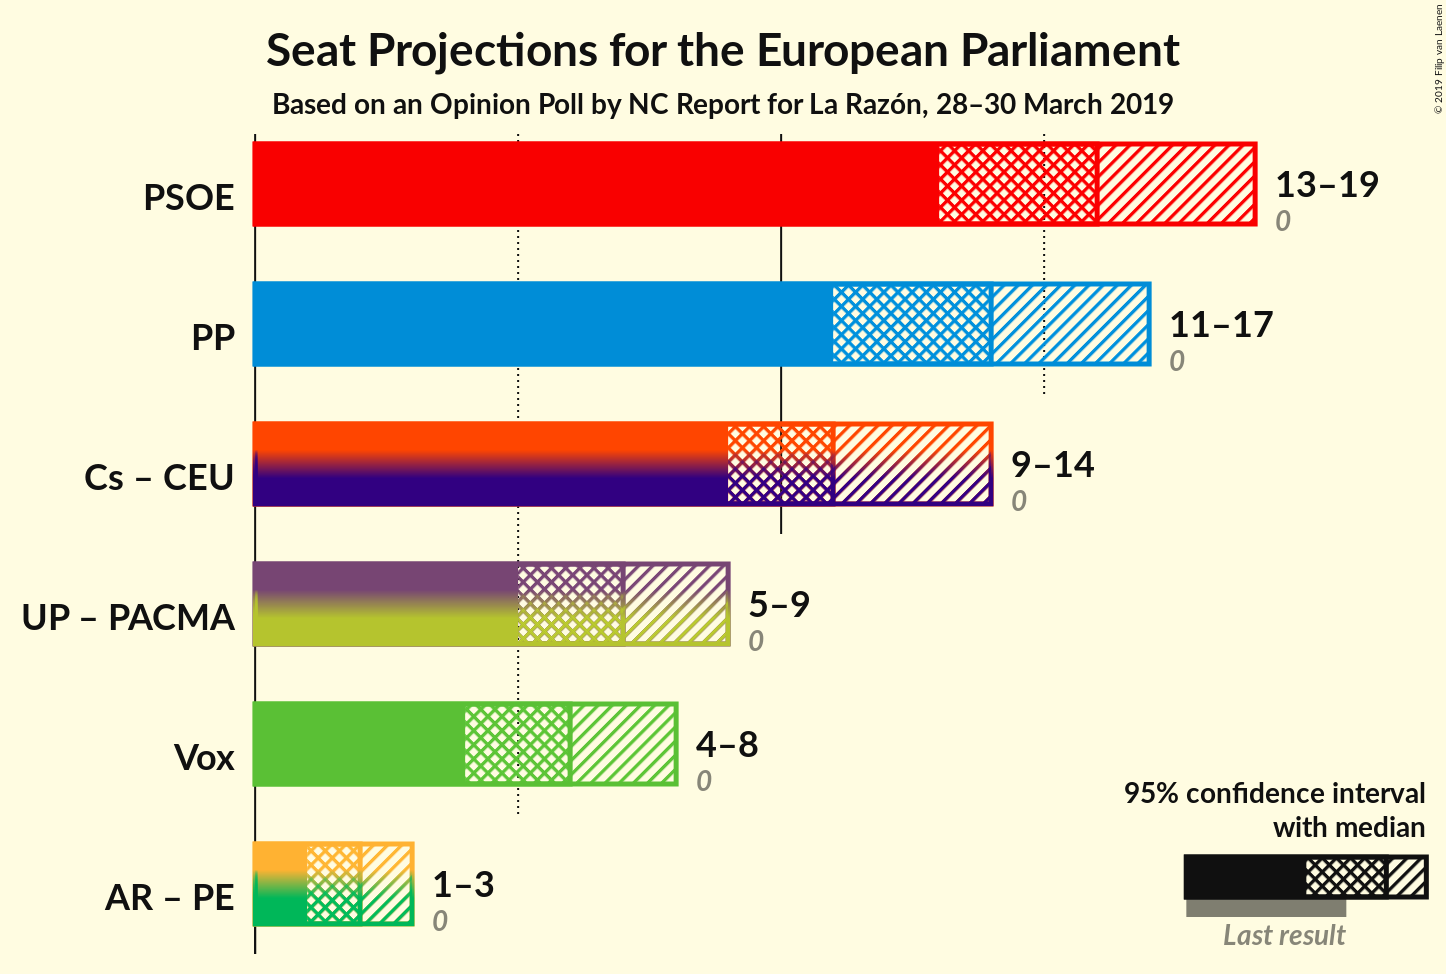 Seat Projections for the European Parliament
Based on an Opinion Poll by NC Report for La Razón, 28–30 March 2019
© 2019 Filip van Laenen
PSOE
13–19
0
PP
11–17
0
Cs – CEU
9–14
0
UP – PACMA
5–9
0
Vox
4–8
0
AR – PE
1–3
0
95% confidence interval
with median
Last result